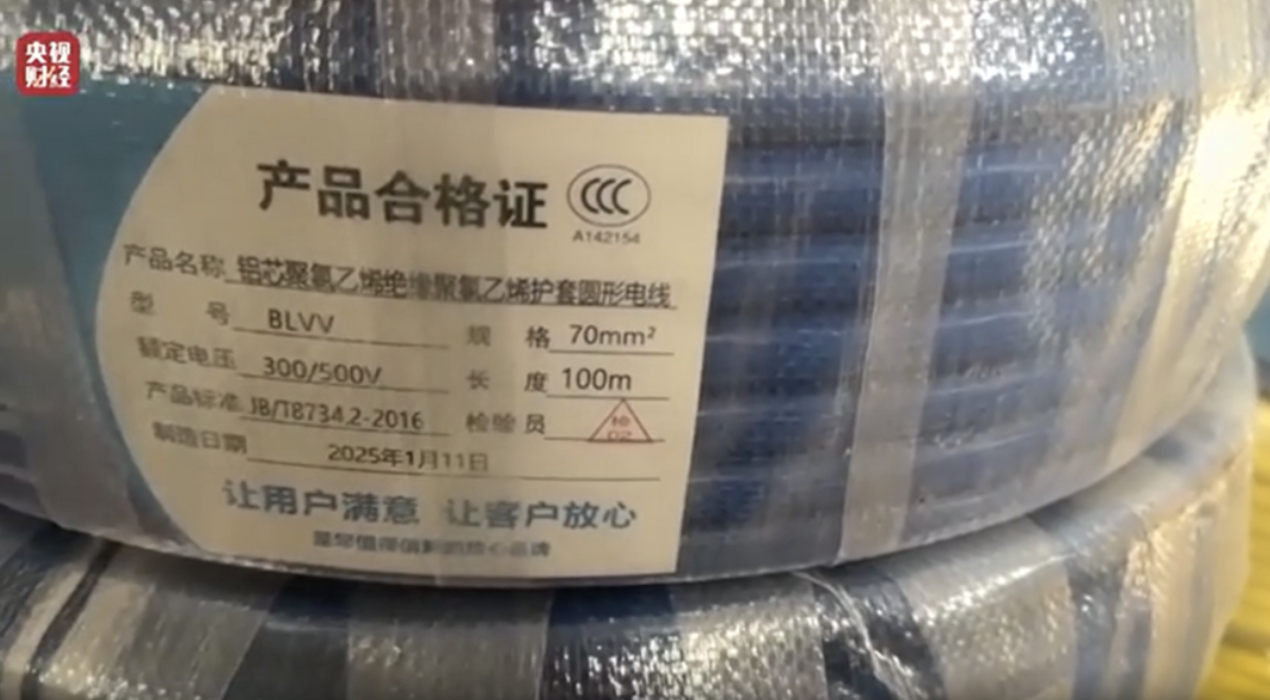 央视
财经
产品合格证 CCC
A142154
产品名称 铝芯聚氯乙烯绝缘聚氯乙烯护套圆形电线
型号 BLVV 规格 70mm²
额定电压 300/500V 长度 100m
产品标准 JB/T8734.2-2016 检验员 检 02
制造日期 2025年1月11日
让用户满意 让客户放心